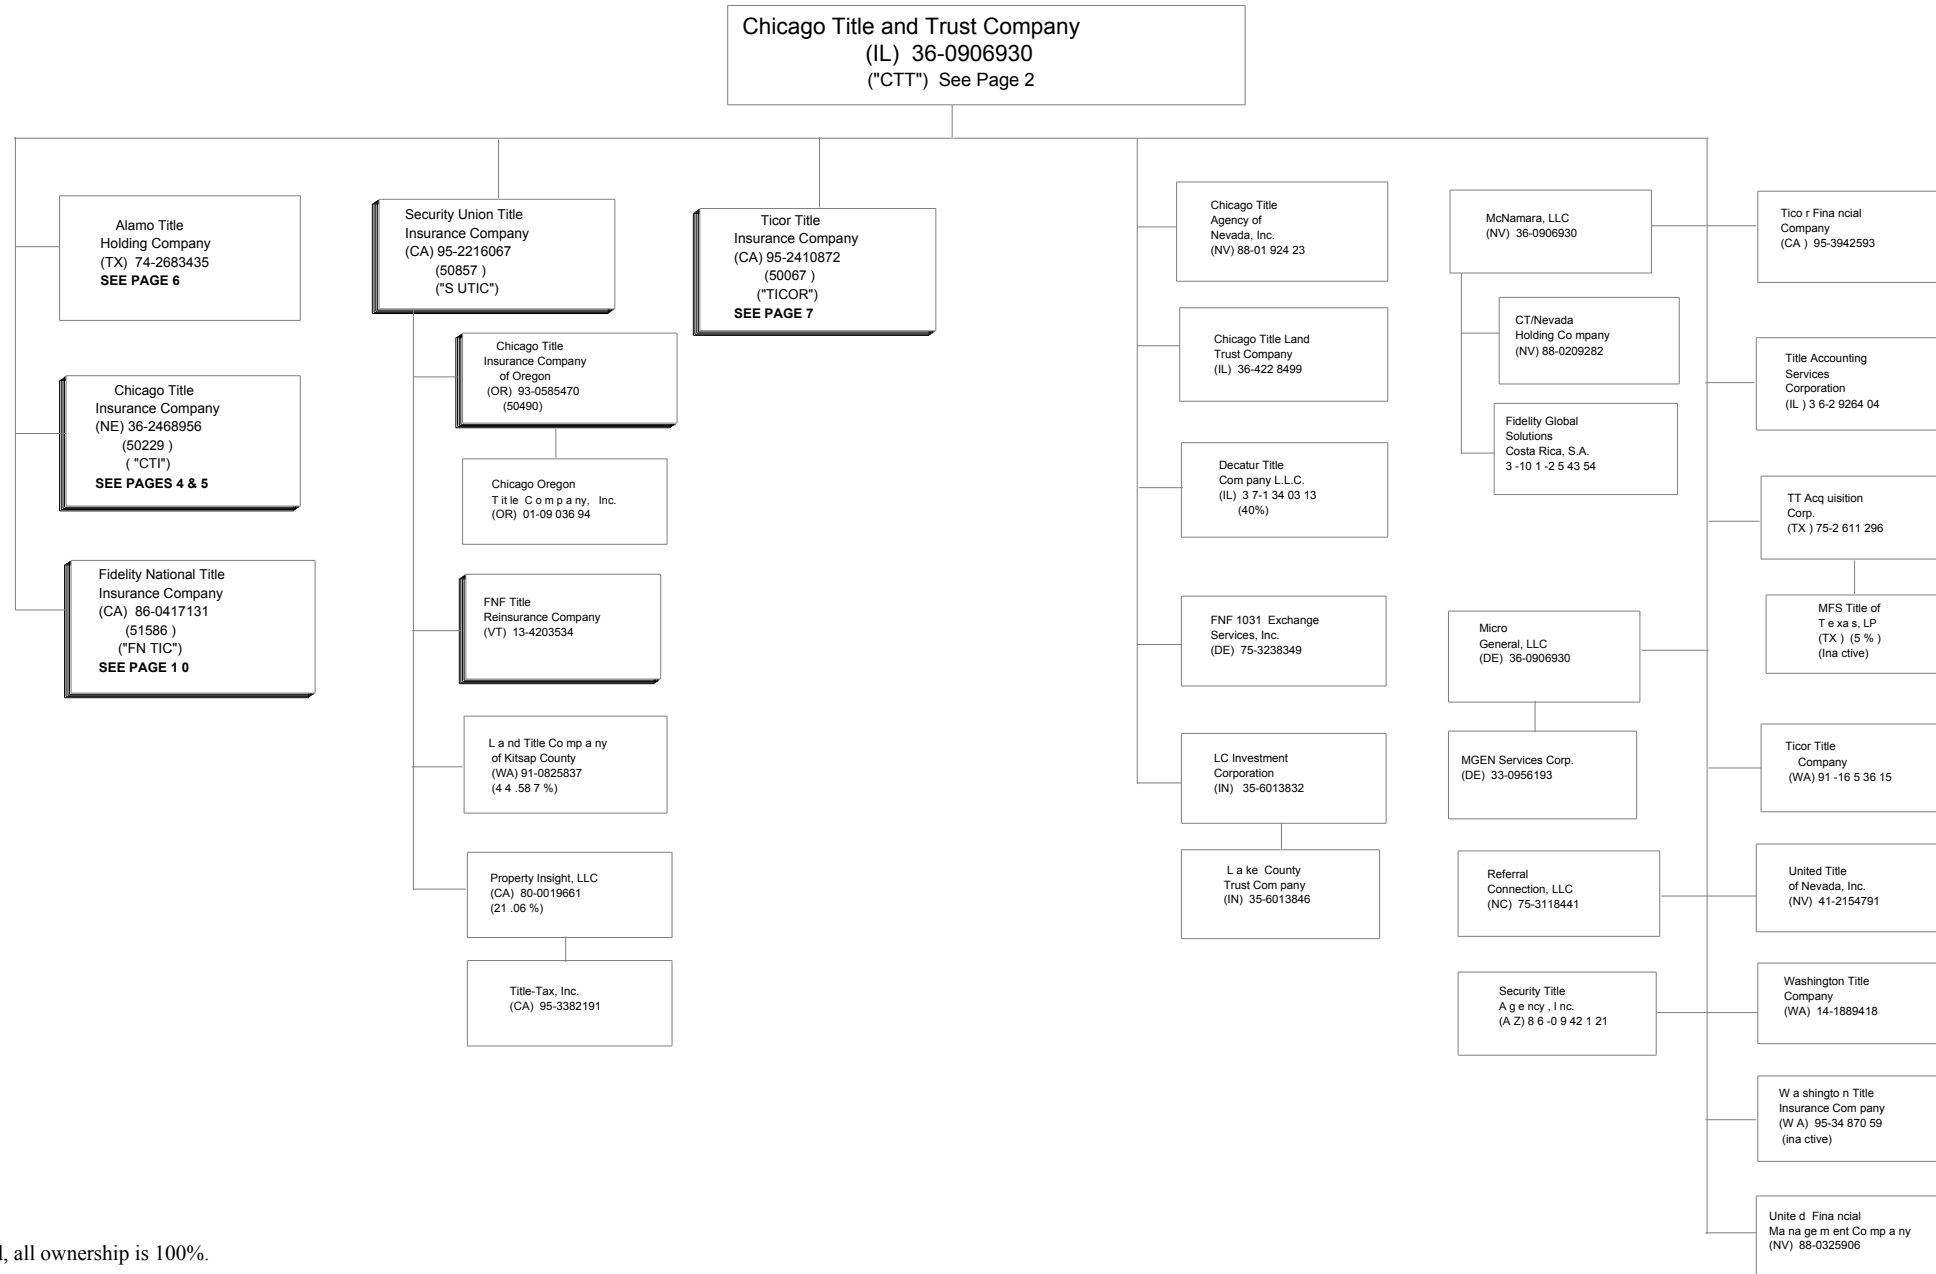 Chicago Title and Trust Company
(IL) 36-0906930
("CTT") See Page 2
Alamo Title
Holding Company
(TX) 74-2683435
SEE PAGE 6
Chicago Title
Insurance Company
(NE) 36-2468956
(50229 )
( "CTI")
SEE PAGES 4 & 5
Fidelity National Title
Insurance Company
(CA) 86-0417131
(51586 )
("FN TIC")
SEE PAGE 1 0
Security Union Title
Insurance Company
(CA) 95-2216067
(50857 )
("S UTIC")
Chicago Title
Insurance Company
of Oregon
(OR) 93-0585470
(50490)
Chicago Oregon
T it le C o m p a ny, Inc.
(OR) 01-09 036 94
FNF Title
Reinsurance Company
(VT) 13-4203534
L a nd Title Co mp a ny
of Kitsap County
(WA) 91-0825837
(4 4 .58 7 %)
Property Insight, LLC
(CA) 80-0019661
(21 .06 %)
Title-Tax, Inc.
(CA) 95-3382191
Ticor Title
Insurance Company
(CA) 95-2410872
(50067 )
("TICOR")
SEE PAGE 7
Chicago Title
Agency of
Nevada, Inc.
(NV) 88-01 924 23
Chicago Title Land
Trust Company
(IL) 36-422 8499
Decatur Title
Com pany L.L.C.
(IL) 3 7-1 34 03 13
(40%)
FNF 1031 Exchange
Services, Inc.
(DE) 75-3238349
LC Investment
Corporation
(IN) 35-6013832
L a ke County
Trust Com pany
(IN) 35-6013846
McNamara, LLC
(NV) 36-0906930
CT/Nevada
Holding Co mpany
(NV) 88-0209282
Fidelity Global
Solutions
Costa Rica, S.A.
3 -10 1 -2 5 43 54
Micro
General, LLC
(DE) 36-0906930
MGEN Services Corp.
(DE) 33-0956193
Referral
Connection, LLC
(NC) 75-3118441
Security Title
A g e ncy , I nc.
(A Z) 8 6 -0 9 42 1 21
Tico r Fina ncial
Company
(CA ) 95-3942593
Title Accounting
Services
Corporation
(IL ) 3 6-2 9264 04
TT Acq uisition
Corp.
(TX ) 75-2 611 296
MFS Title of
T e xa s, LP
(TX ) (5 % )
(Ina ctive)
Ticor Title
Company
(WA) 91 -16 5 36 15
United Title
of Nevada, Inc.
(NV) 41-2154791
Washington Title
Company
(WA) 14-1889418
W a shingto n Title
Insurance Com pany
(W A) 95-34 870 59
(ina ctive)
Unite d Fina ncial
Ma na ge m ent Co mp a ny
(NV) 88-0325906
, all ownership is 100%.